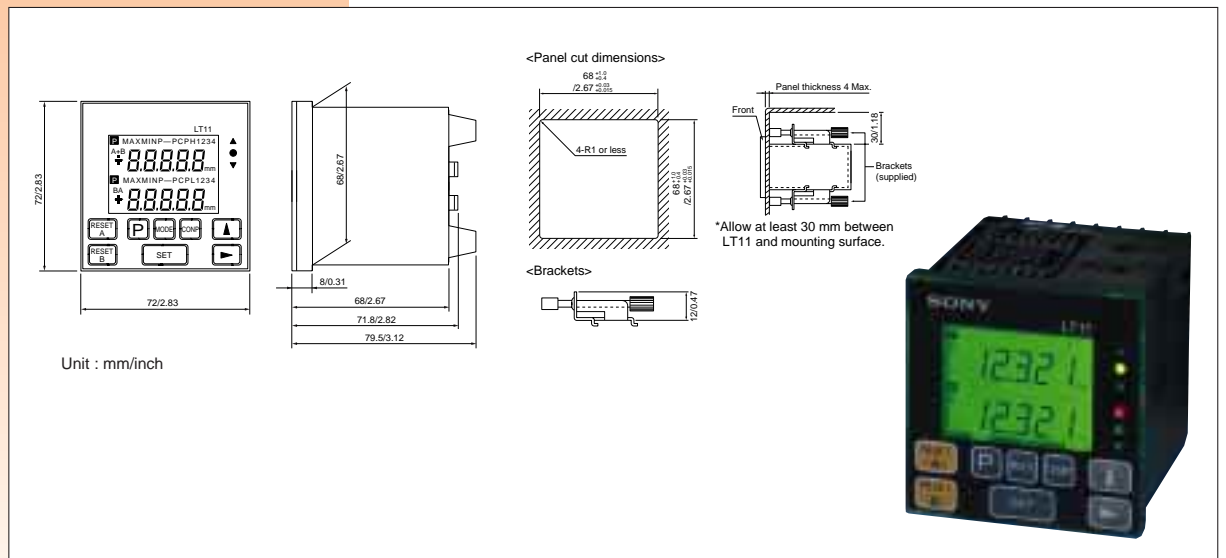 72/2.83
LT11
P MAXMINP—PCPH1234
A+B
8.8.8.8.8 mm
P MAXMINP—PCPL1234
BA
8.8.8.8.8 mm
RESET A
P
MODE
COMP
RESET B
SET
72/2.83
68/2.67
8/0.31
68/2.67
71.8/2.82
79.5/3.12
Unit : mm/inch
<Panel cut dimensions>
68 +1.0 +0.4
/2.67 +0.03 +0.015
4-R1 or less
68 +1.0 +0.4
/2.67 +0.03 +0.015
<Brackets>
12/0.47
Panel thickness 4 Max.
Front
30/1.18
Brackets
(supplied)
*Allow at least 30 mm between
LT11 and mounting surface.
SONY
LT11
12321
12321
P